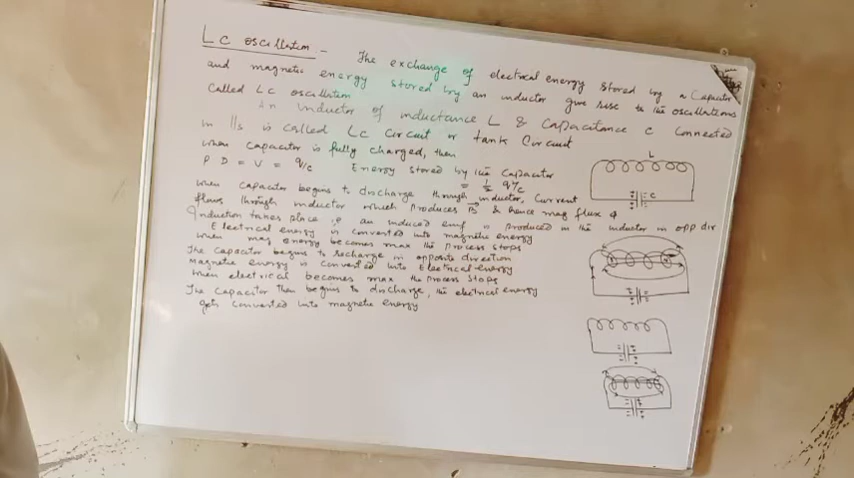 LC oscillation - The exchange of electrical energy stored by a Capacitor
and magnetic energy stored by an inductor give rise to the oscillations
called LC oscillation
An inductor of inductance L & Capacitance C connected
in 11s is called LC Circuit or tank Circuit
When capacitor is fully charged, then
P D = V = q/c Energy stored by the Capacitor
= 1/2 q²/c
When capacitor begins to discharge through inductor, Current
flows through inductor which produces B & hence mag flux φ
Induction takes place ie an induced emf is produced in the inductor in opp dir
Electrical energy is converted into magnetic energy
When mag energy becomes max the process stops
The capacitor begins to recharge in opposite direction
Magnetic energy is converted into Electrical energy
When electrical becomes max the process stops
The Capacitor then begins to discharge, the electrical energy
gets converted into magnetic energy
L
C